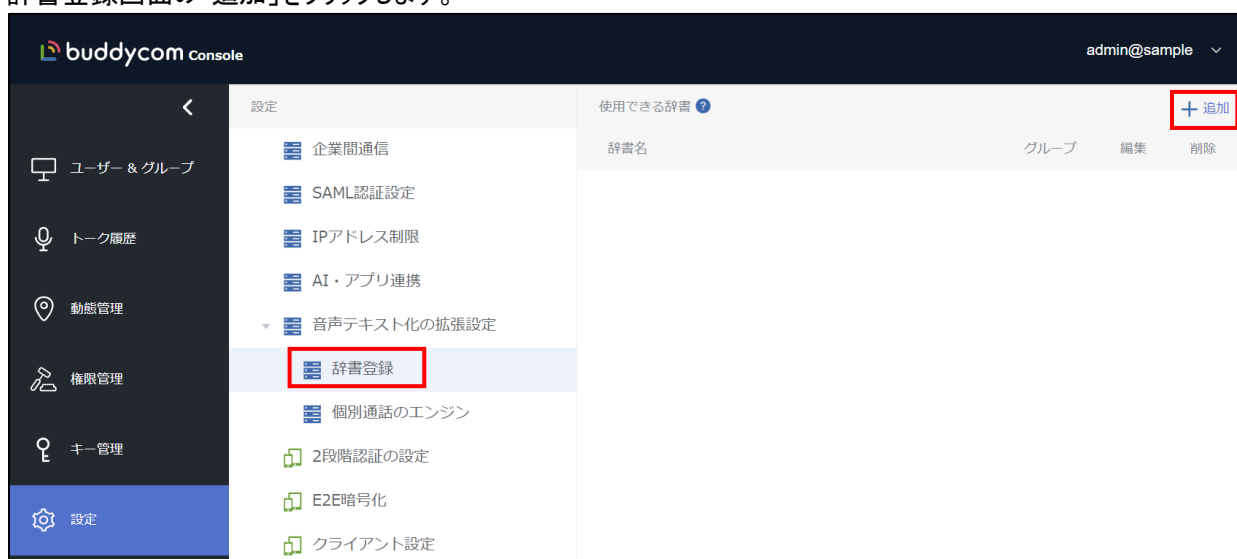 辞書登録画面の「追加」をクリックします。
buddycom Console
admin@sample
設定
使用できる辞書 ?
追加
ユーザー & グループ
トーク履歴
動態管理
権限管理
キー管理
設定
企業間通信
SAML認証設定
IPアドレス制限
AI・アプリ連携
音声テキスト化の拡張設定
辞書登録
個別通話のエンジン
2段階認証の設定
E2E暗号化
クライアント設定
辞書名
グループ
編集
削除